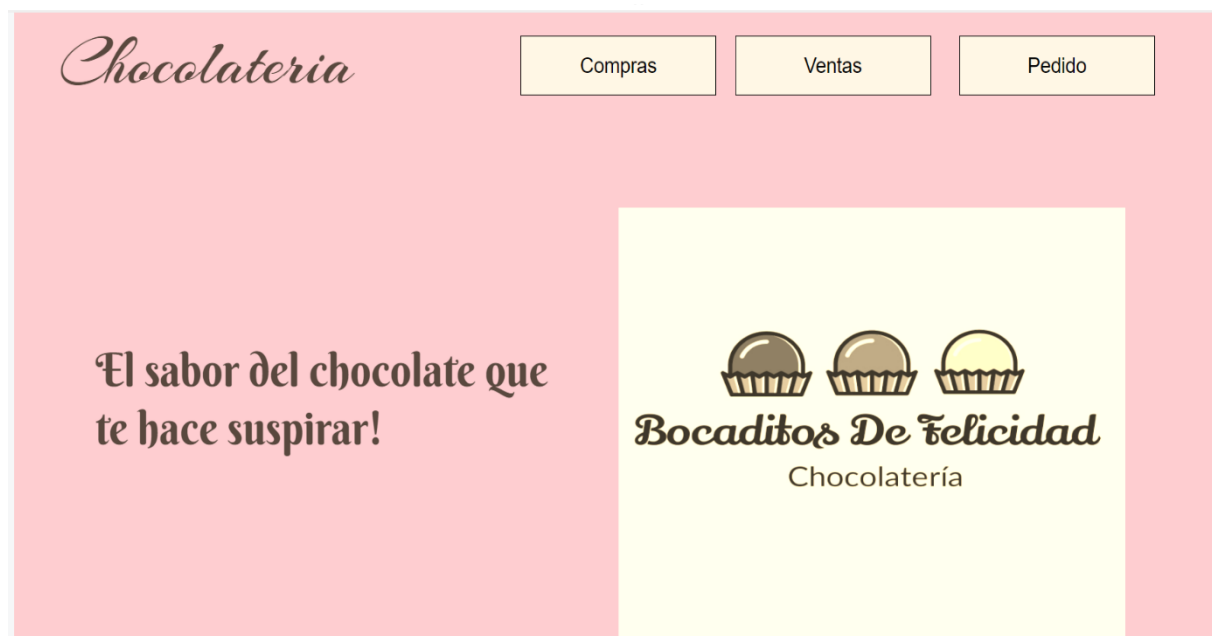 Chocolateria
Compras
Ventas
Pedido
El sabor del chocolate que
te hace suspirar!
Bocaditos De Felicidad
Chocolatería